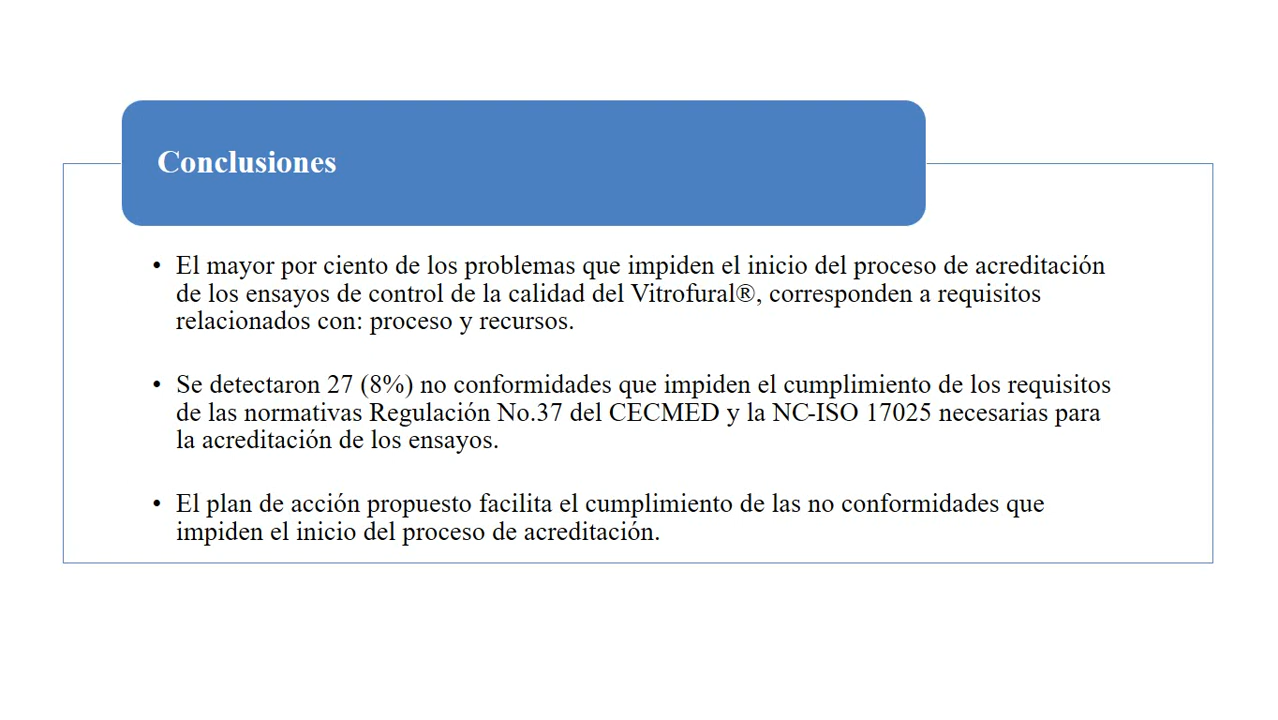 Conclusiones
• El mayor por ciento de los problemas que impiden el inicio del proceso de acreditación
de los ensayos de control de la calidad del Vitrofural®, corresponden a requisitos
relacionados con: proceso y recursos.
• Se detectaron 27 (8%) no conformidades que impiden el cumplimiento de los requisitos
de las normativas Regulación No.37 del CECMED y la NC-ISO 17025 necesarias para
la acreditación de los ensayos.
• El plan de acción propuesto facilita el cumplimiento de las no conformidades que
impiden el inicio del proceso de acreditación.